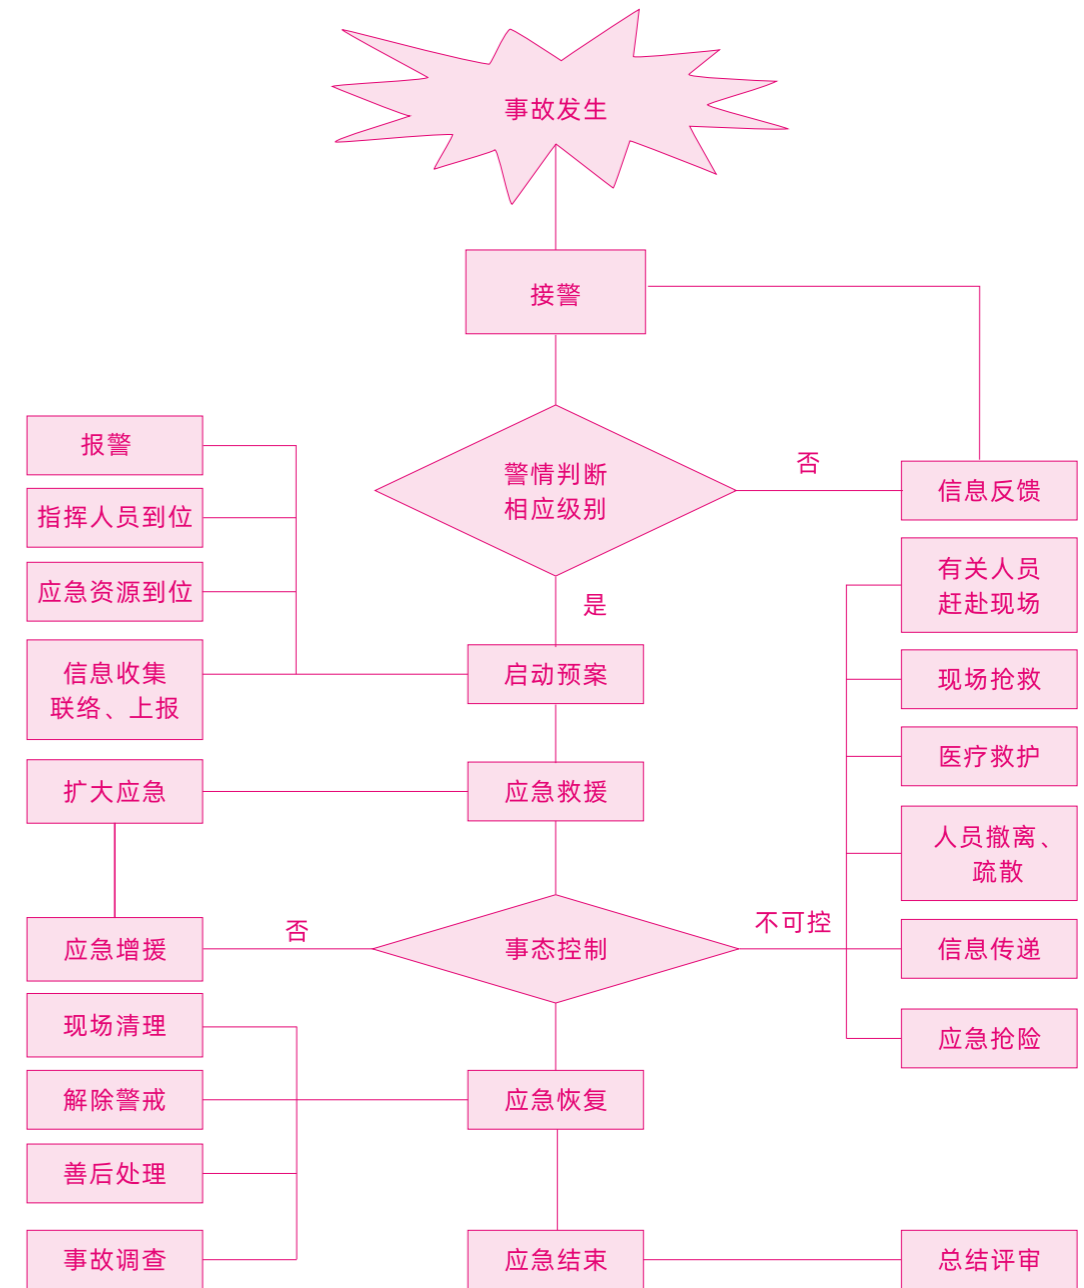 事故发生
接警
报警
指挥人员到位
应急资源到位
信息收集
联络、上报
扩大应急
应急增援
现场清理
解除警戒
善后处理
事故调查
警情判断
相应级别
否
是
启动预案
应急救援
否
事态控制
不可控
应急恢复
应急结束
信息反馈
有关人员
赶赴现场
现场抢救
医疗救护
人员撤离、
疏散
信息传递
应急抢险
总结评审